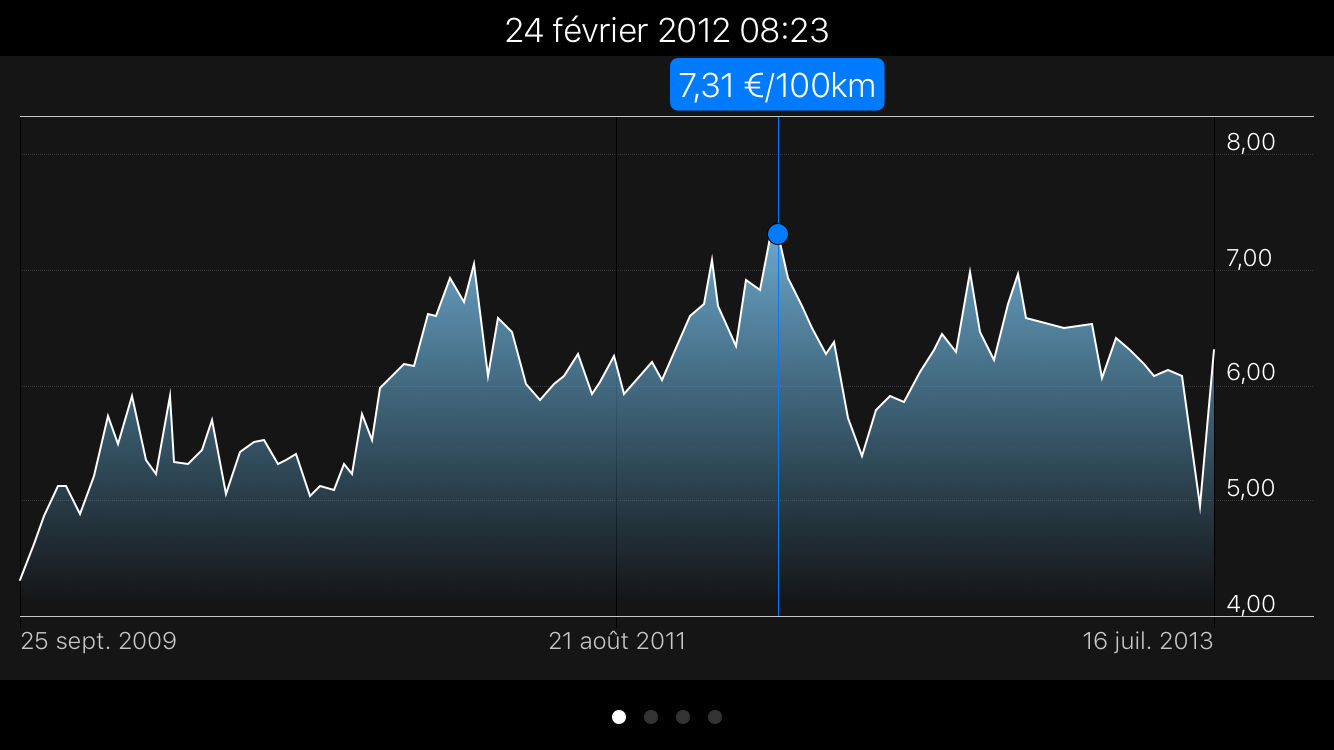 24 février 2012 08:23
7,31 €/100km
8,00
7,00
6,00
5,00
4,00
25 sept. 2009
21 août 2011
16 juil. 2013